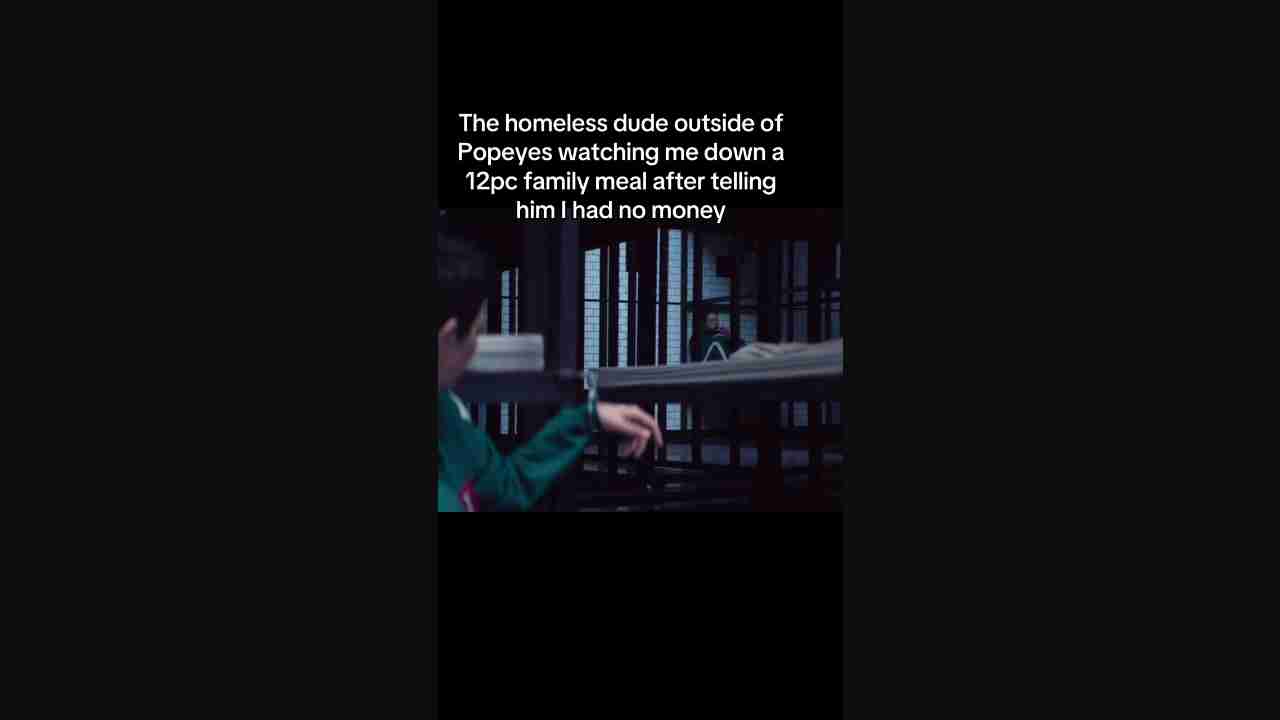 The homeless dude outside of
Popeyes watching me down a
12pc family meal after telling
him I had no money